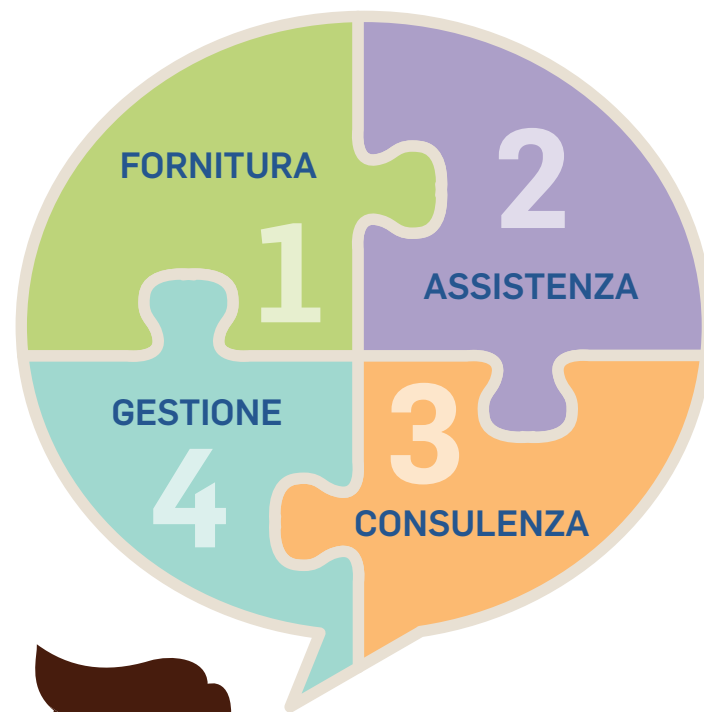 FORNITURA
1
2
ASSISTENZA
3
CONSULENZA
GESTIONE
4